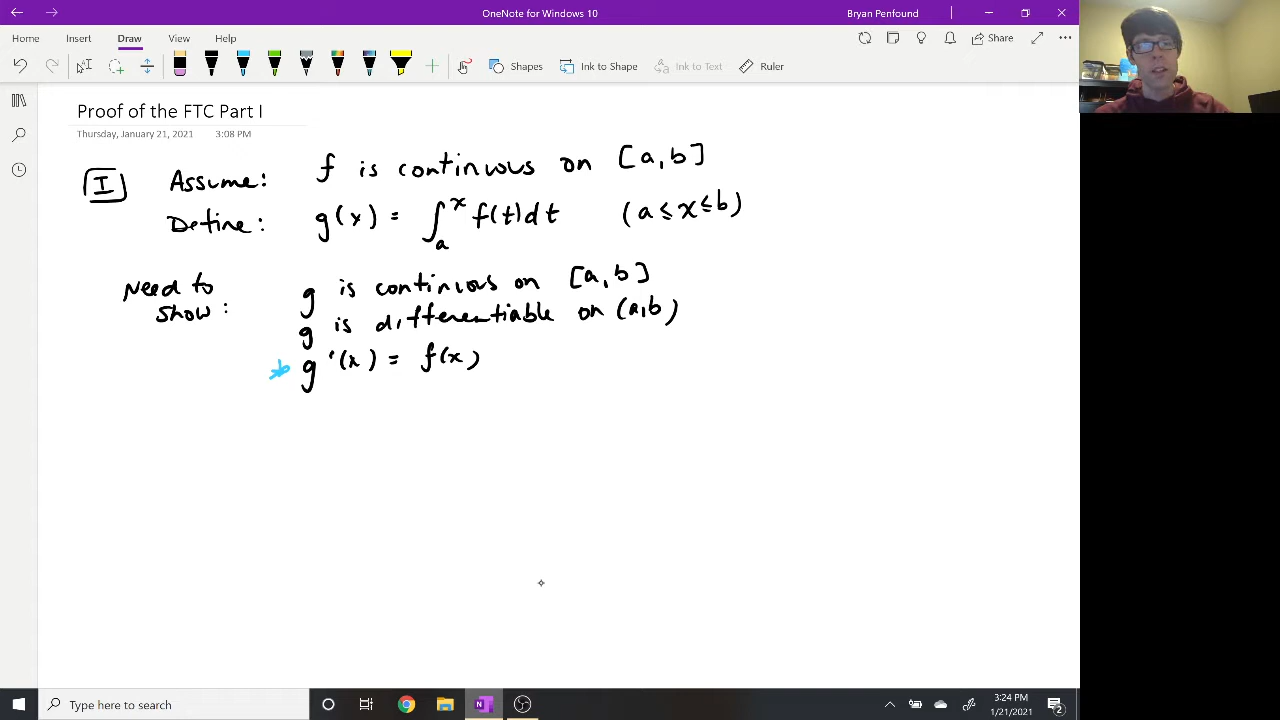 OneNote for Windows 10
Bryan Penfound
Home Insert Draw View Help
Share
Shapes Ink to Shape Ink to Text Ruler
Proof of the FTC Part I
Thursday, January 21, 2021 3:08 PM
I Assume: f is continuous on [a,b]
Define: g(x) = ∫ₐˣ f(t)dt (a ≤ x ≤ b)
Need to show:
g is continuous on [a,b]
g is differentiable on (a,b)
* g'(x) = f(x)
Type here to search
3:24 PM
1/21/2021
2